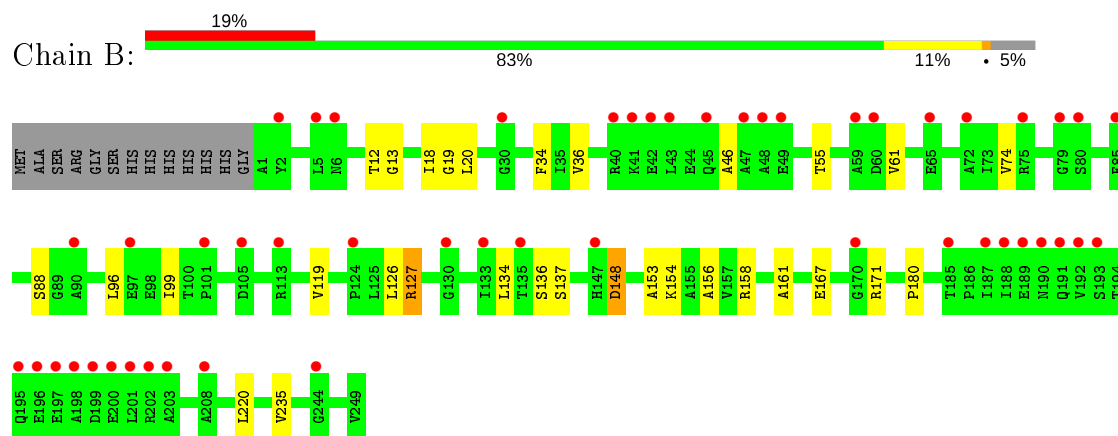 19%
Chain B:
83% 11% • 5%
MET ALA SER ARG GLY SER HIS HIS HIS HIS HIS HIS GLY A1 Y2 L5 N6 T12 G13 I18 G19 L20 G30 F34 I35 V36 R40 K41 E42 L43 E44 Q45 A46 A47 A48 E49 T55 A59 D60 V61 E65 A72 I73 V74 R75 G79 S80
S88 G89 A90 L96 E97 E98 I99 T100 P101 D105 R113 V119 P124 L125 L126 R127 G130 I133 L134 T135 S136 S137 H147 D148 A153 K154 A155 A156 V157 R158 A161 E167 G170 R171 P180 T185 P186 I187 I188 E189 N190 Q191 V192 S193 T194
Q195 E196 E197 A198 D199 E200 L201 R202 A203 A208 L220 V235 G244 V249